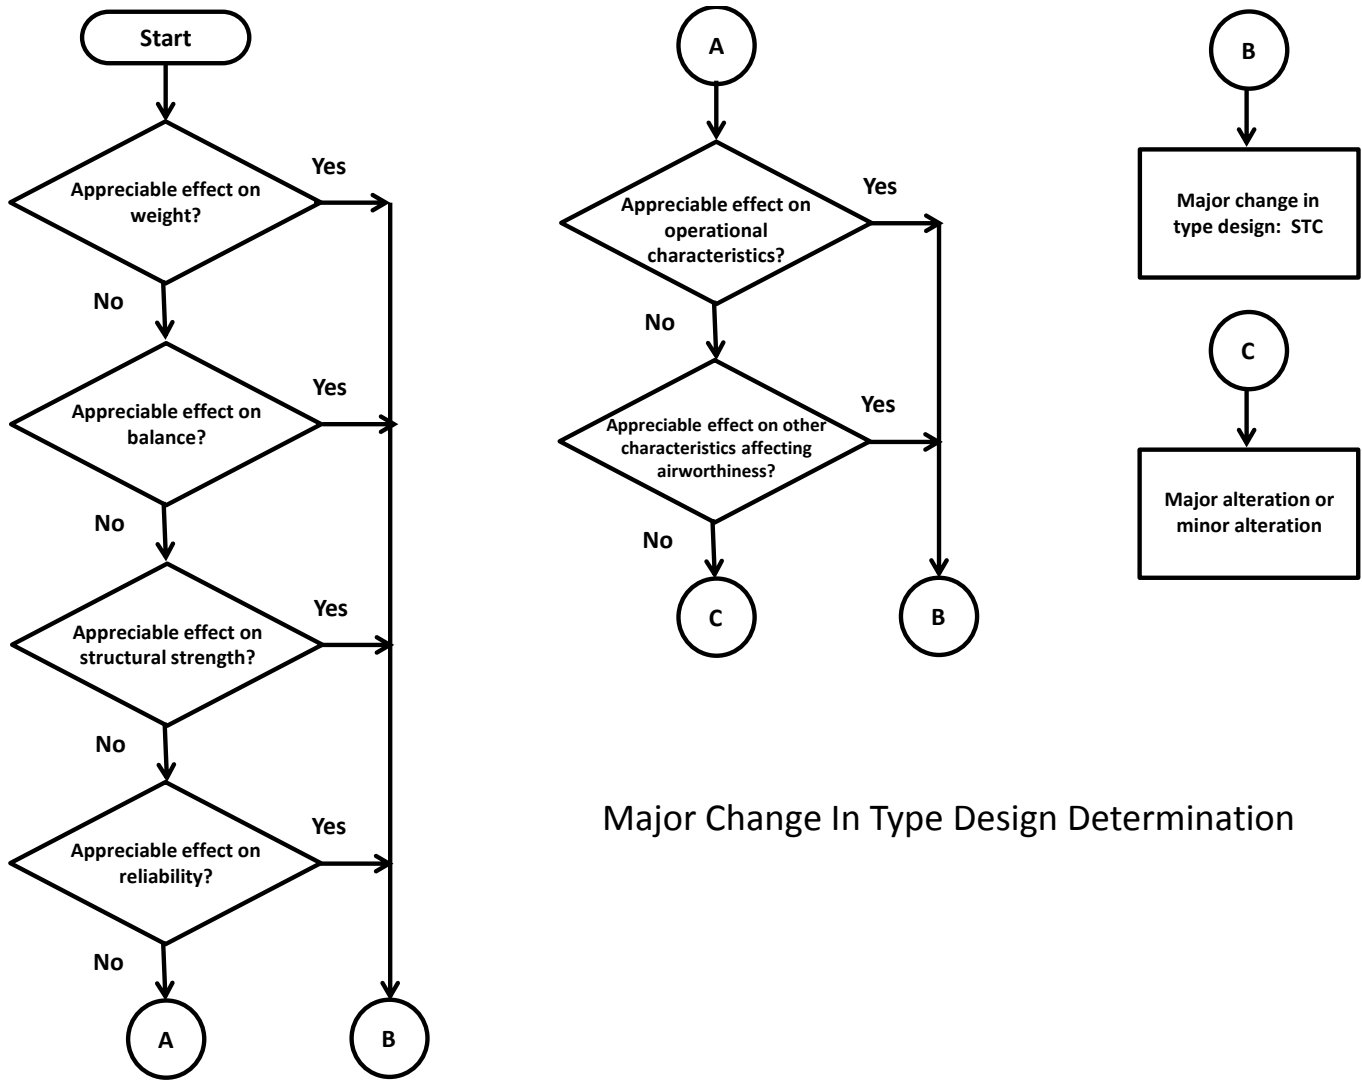 Start
Appreciable effect on
weight?
Yes
No
Appreciable effect on
balance?
Yes
No
Appreciable effect on
structural strength?
Yes
No
Appreciable effect on
reliability?
Yes
No
A
B
A
Appreciable effect on
operational
characteristics?
Yes
No
Appreciable effect on other
characteristics affecting
airworthiness?
Yes
No
C
B
B
Major change in
type design: STC
C
Major alteration or
minor alteration
Major Change In Type Design Determination